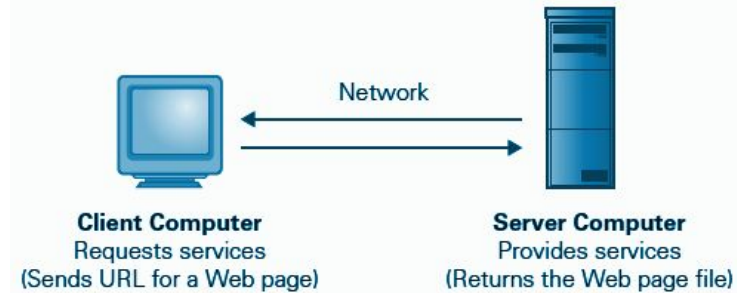 Network
Client Computer
Requests services
(Sends URL for a Web page)
Server Computer
Provides services
(Returns the Web page file)